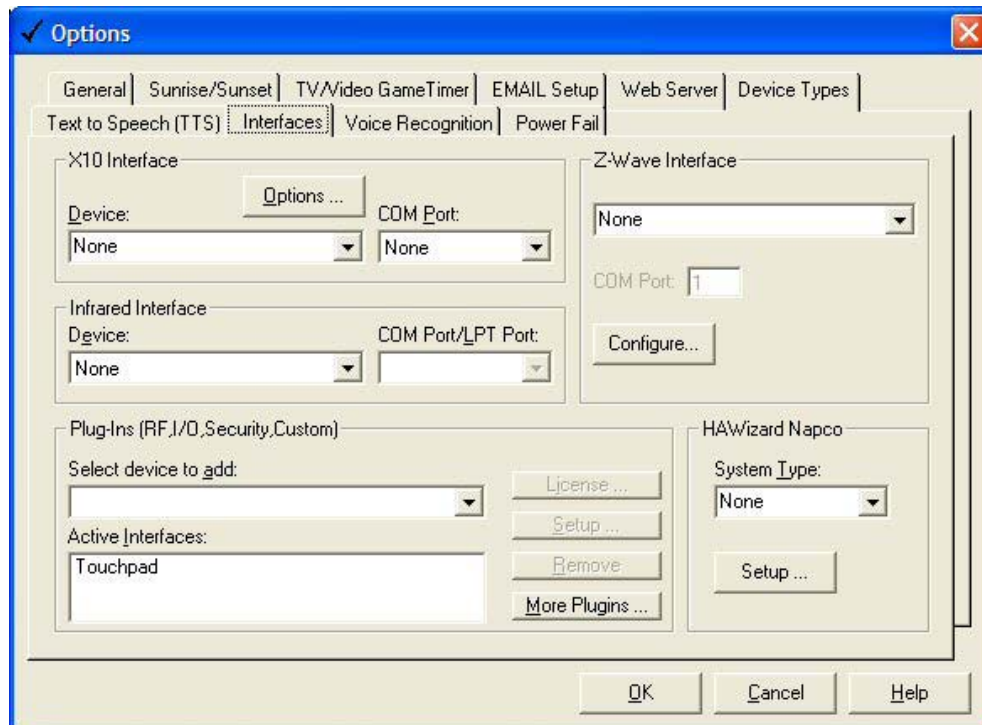 Options
General Sunrise/Sunset TV/Video GameTimer EMAIL Setup Web Server Device Types
Text to Speech (TTS) Interfaces Voice Recognition Power Fail
X10 Interface
Options ...
Device:
COM Port:
None
None
Z-Wave Interface
None
COM Port: 1
Configure...
Infrared Interface
Device:
COM Port/LPT Port:
None
Plug-Ins (RF,I/O,Security,Custom)
Select device to add:
License ...
Setup ...
Active Interfaces:
Touchpad
Remove
More Plugins ...
HAWizard Napco
System Type:
None
Setup ...
OK Cancel Help